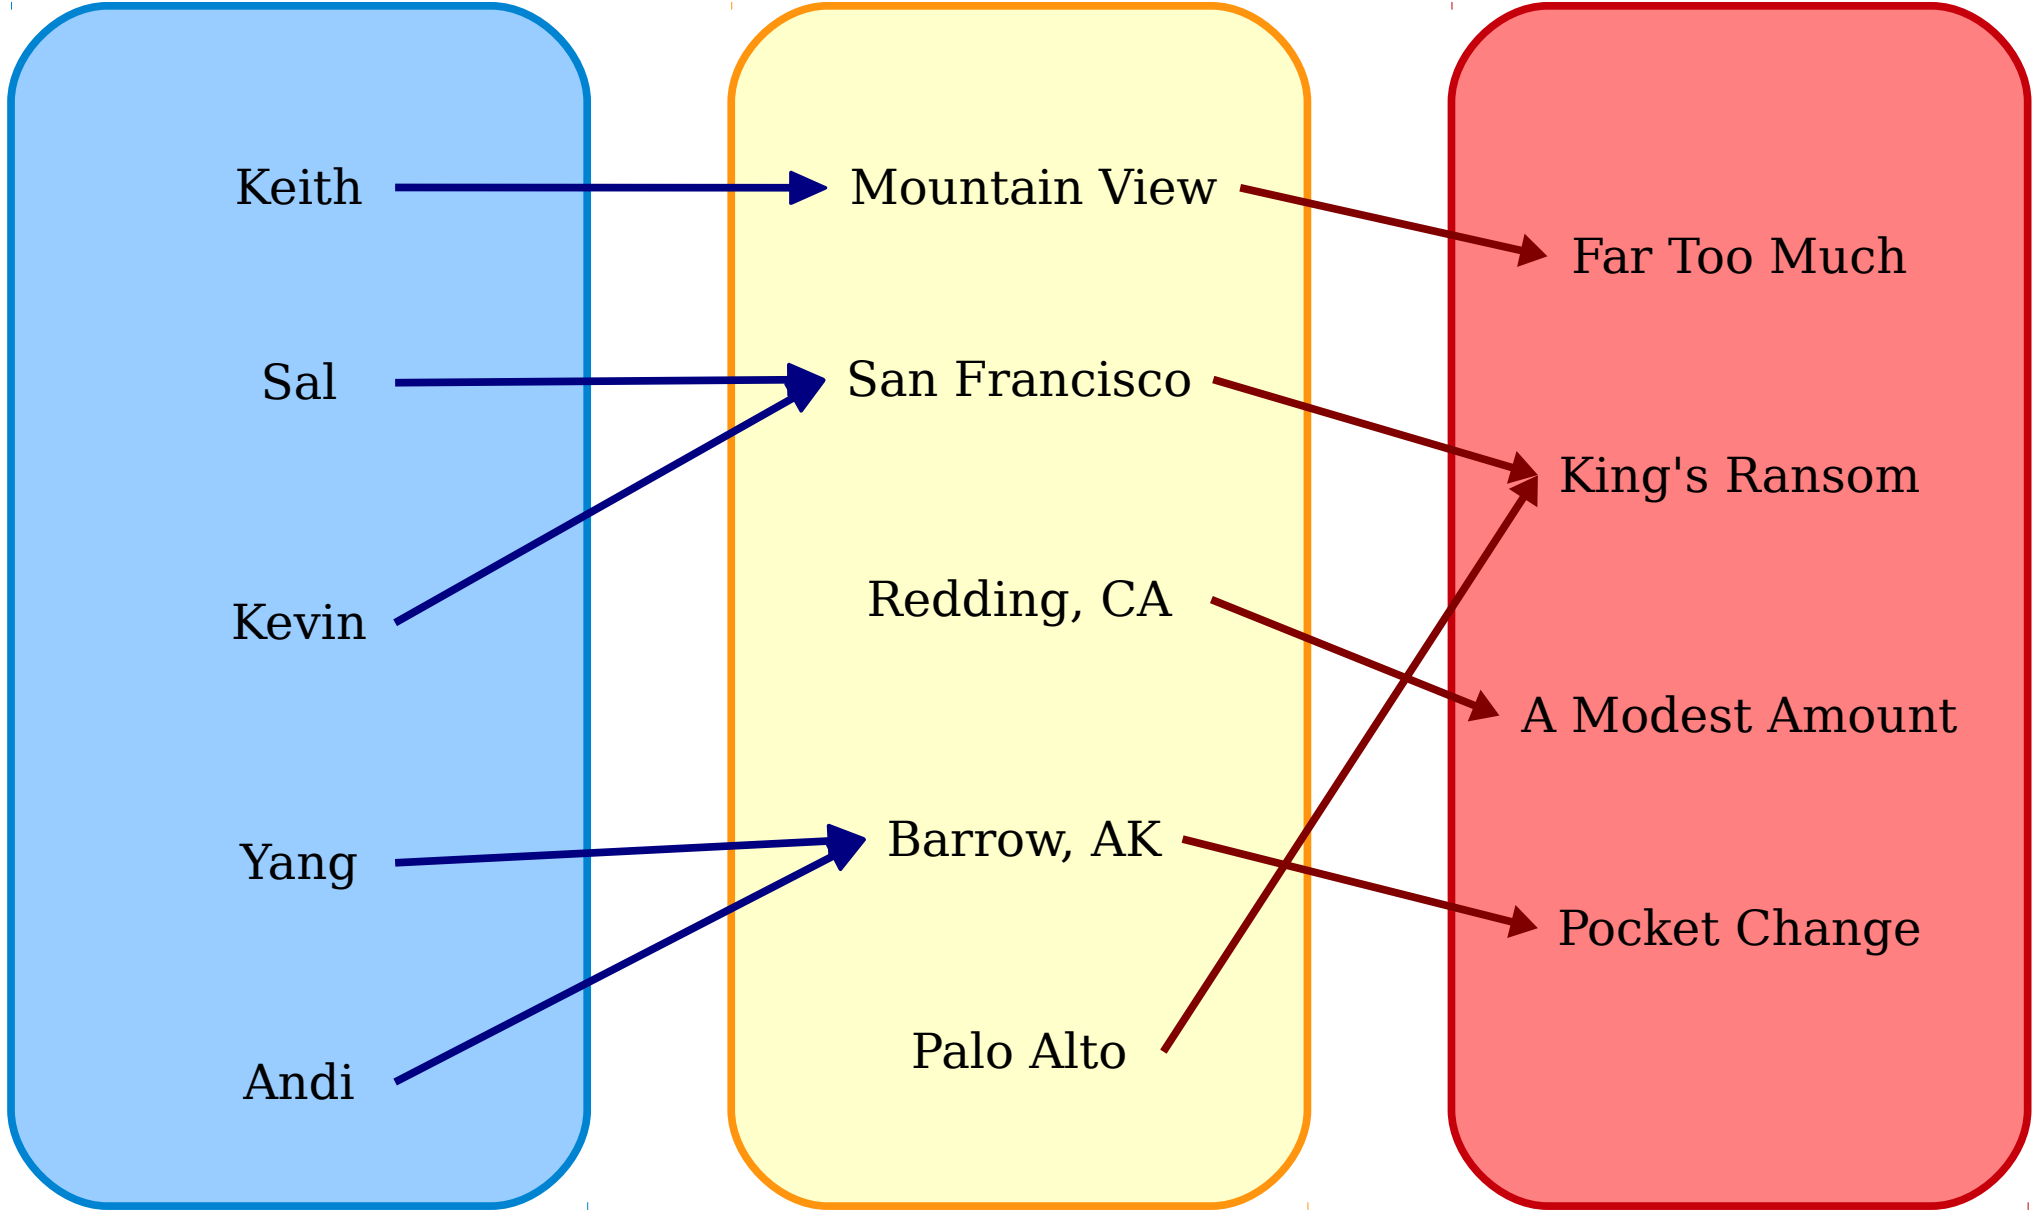 Keith
Sal
Kevin
Yang
Andi
Mountain View
San Francisco
Redding, CA
Barrow, AK
Palo Alto
Far Too Much
King's Ransom
A Modest Amount
Pocket Change